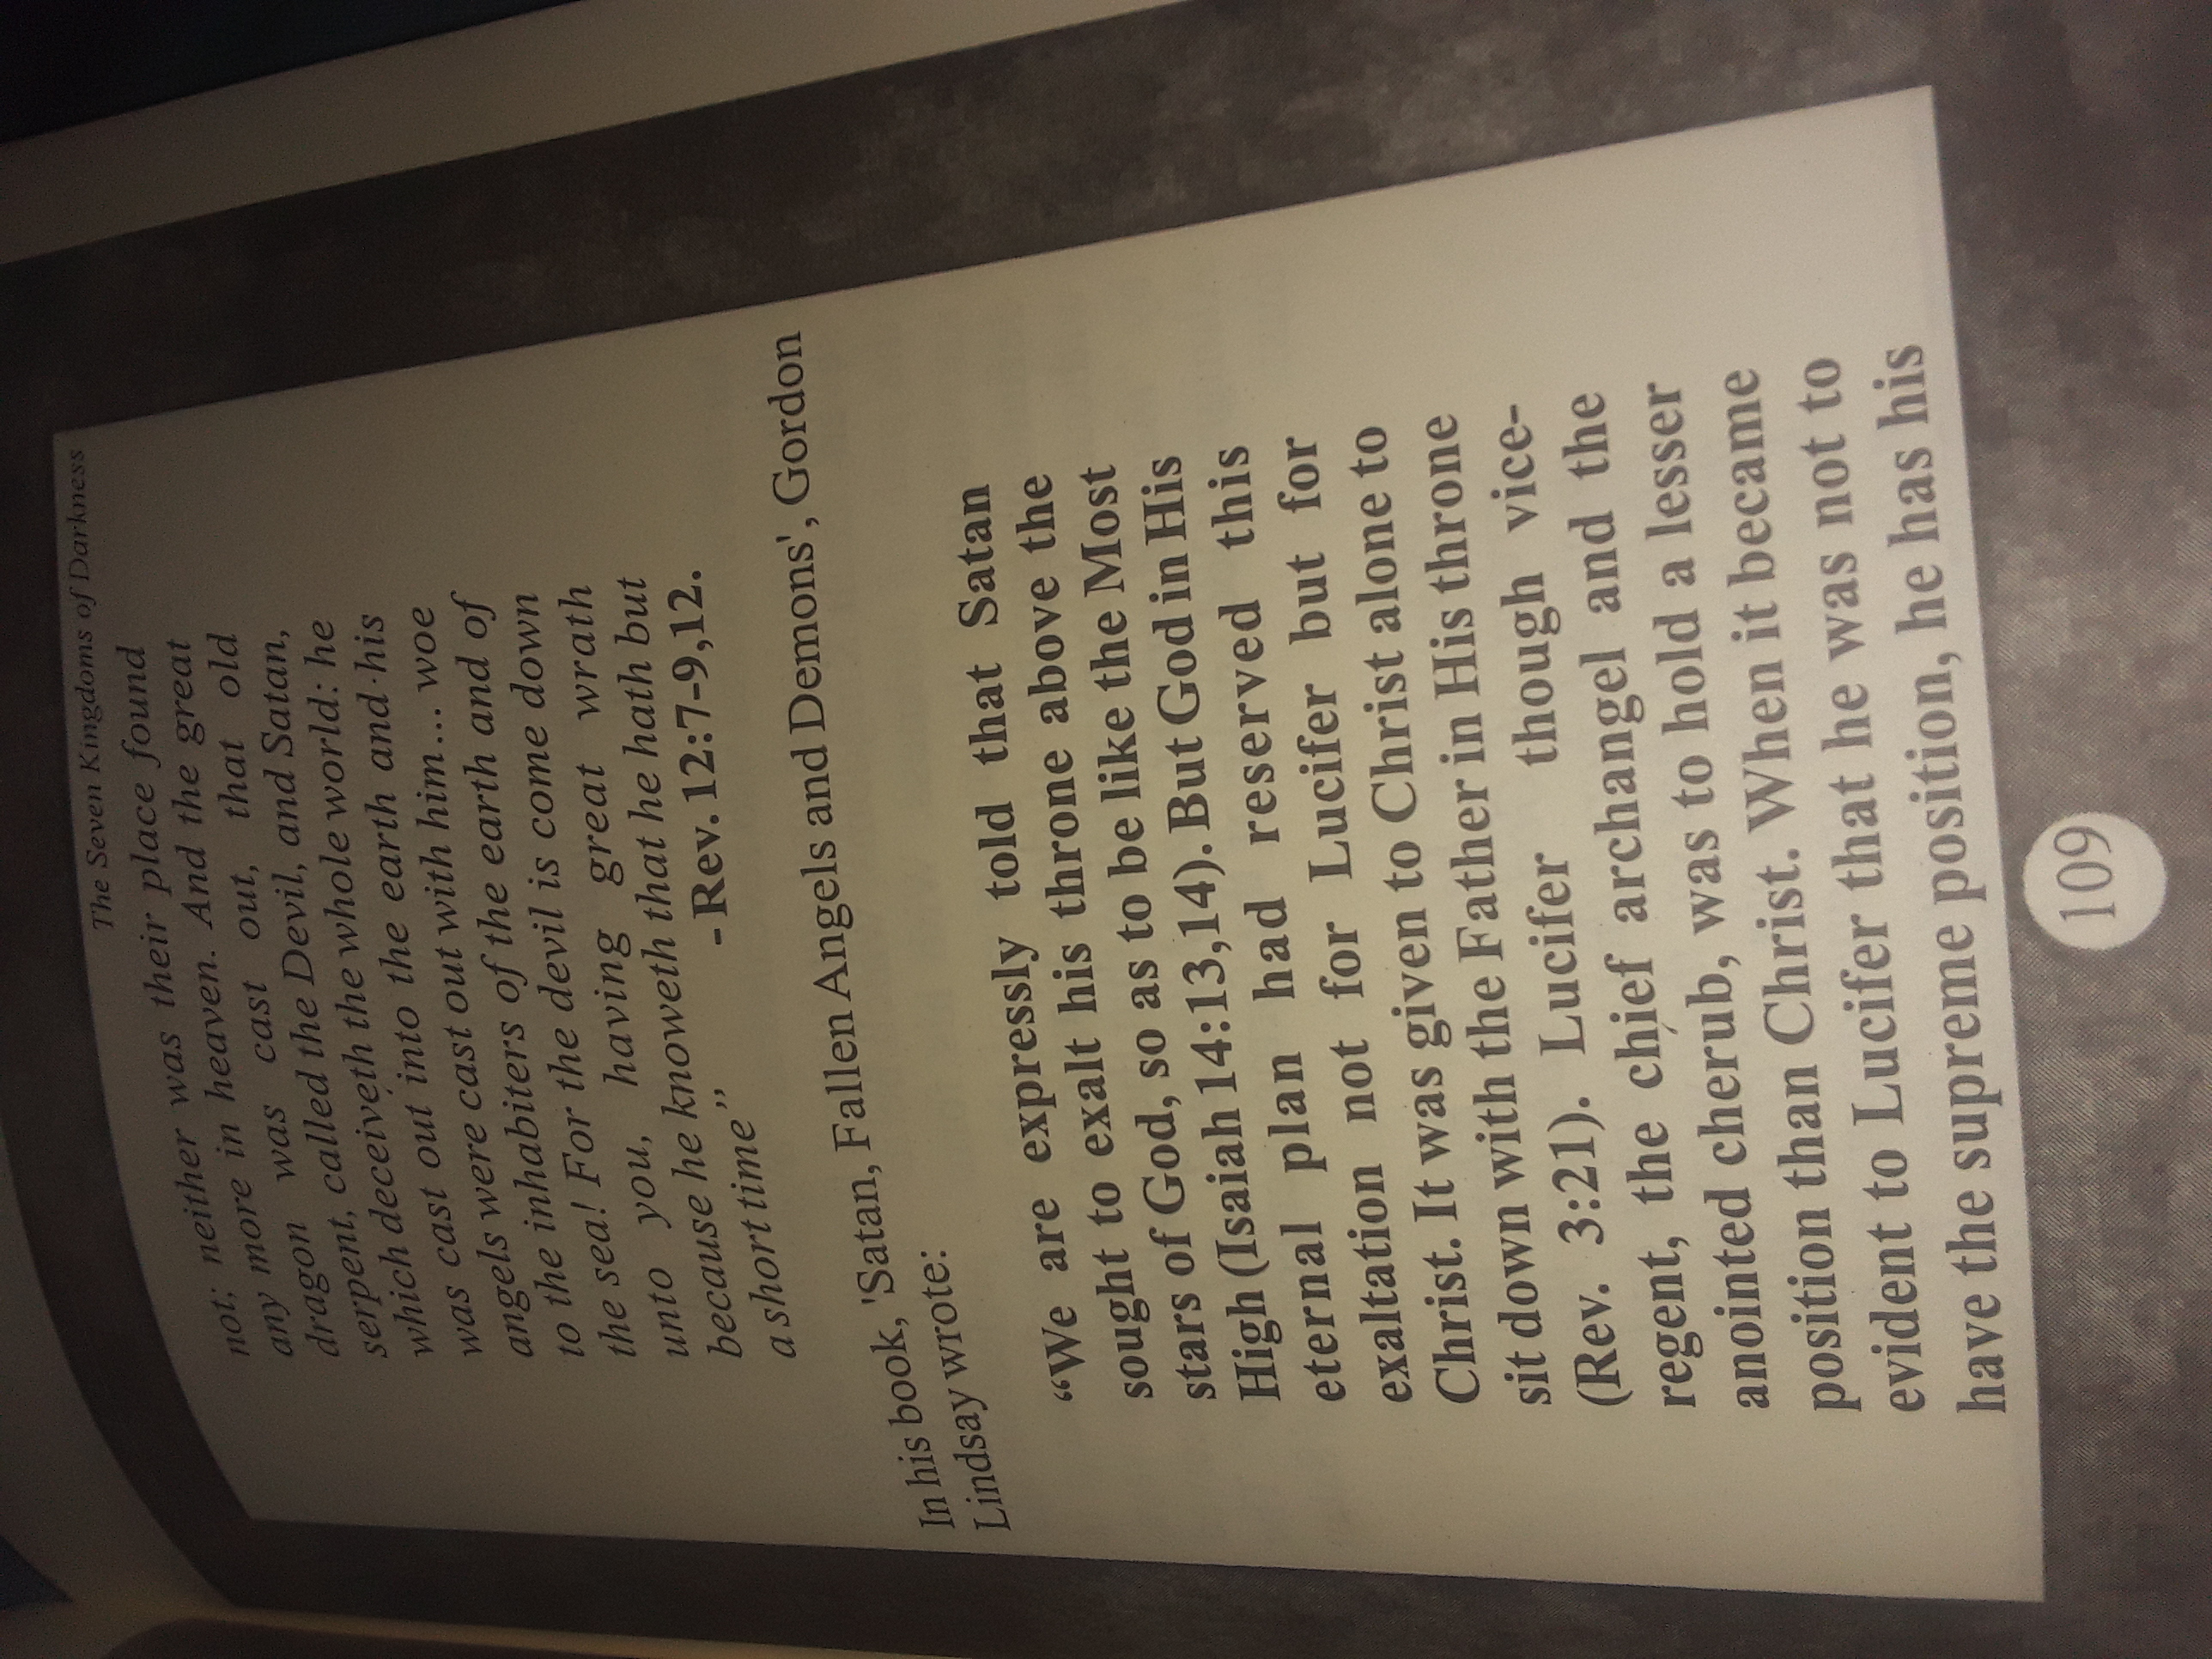 The Seven Kingdoms of Darkness
not; neither was their place found
any more in heaven. And the great
dragon was cast out, that old
serpent, called the Devil, and Satan,
which deceiveth the whole world: he
was cast out into the earth and his
angels were cast out with him... woe
to the inhabiters of the earth and of
the sea! For the devil is come down
unto you, having great wrath
because he knoweth that he hath but
a short time” - Rev. 12:7-9,12.
In his book, 'Satan, Fallen Angels and Demons', Gordon
Lindsay wrote:
“We are expressly told that Satan
sought to exalt his throne above the
stars of God, so as to be like the Most
High (Isaiah 14:13,14). But God in His
eternal plan had reserved this
exaltation not for Lucifer but for
Christ. It was given to Christ alone to
sit down with the Father in His throne
(Rev. 3:21). Lucifer though vice-
regent, the chief archangel and the
anointed cherub, was to hold a lesser
position than Christ. When it became
evident to Lucifer that he was not to
have the supreme position, he has his
109